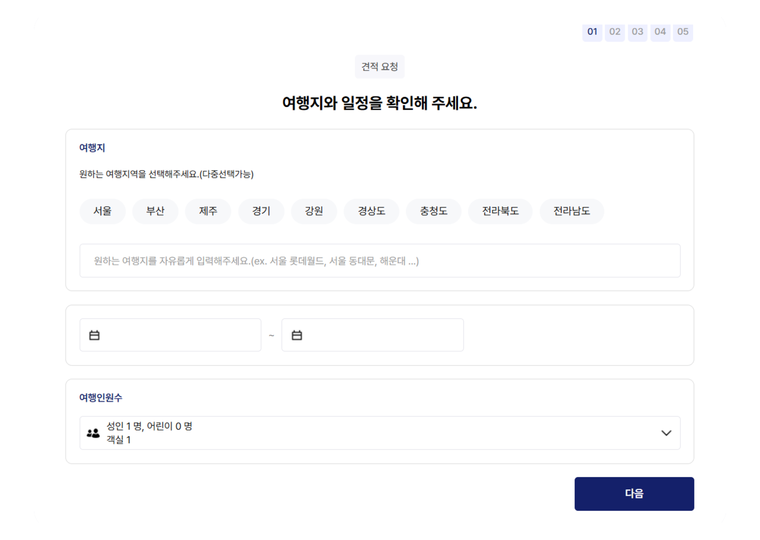 01 02 03 04 05
견적 요청
여행지와 일정을 확인해 주세요.
여행지
원하는 여행지역을 선택해주세요.(다중선택가능)
서울 부산 제주 경기 강원 경상도 충청도 전라북도 전라남도
원하는 여행지를 자유롭게 입력해주세요.(ex. 서울 롯데월드, 서울 동대문, 해운대 ...)
~
여행인원수
성인 1 명, 어린이 0 명
객실 1
다음